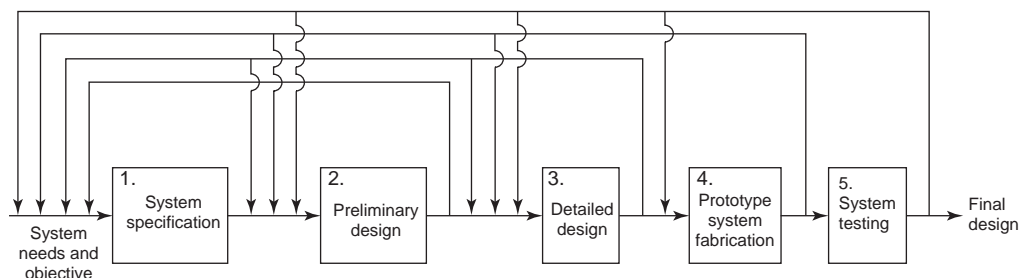 1.
System
specification
2.
Preliminary
design
3.
Detailed
design
4.
Prototype
system
fabrication
5.
System
testing
Final
design
System
needs and
objective